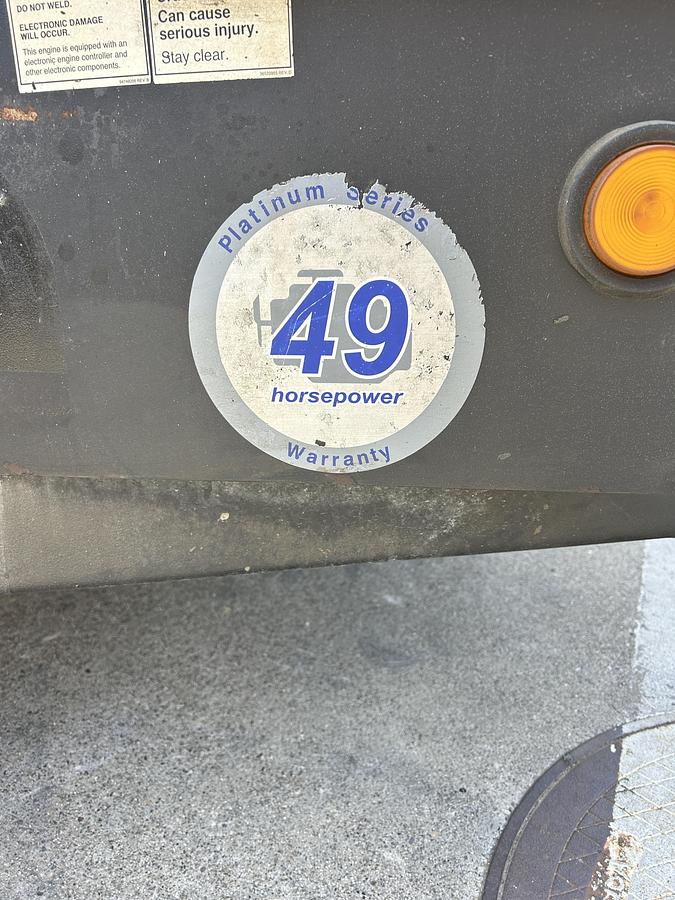 DO NOT WELD.
ELECTRONIC DAMAGE
WILL OCCUR.
This engine is equipped with an
electronic engine controller and
other electronic components.
Can cause
serious injury.
Stay clear.
Platinum Series
49
horsepower
Warranty